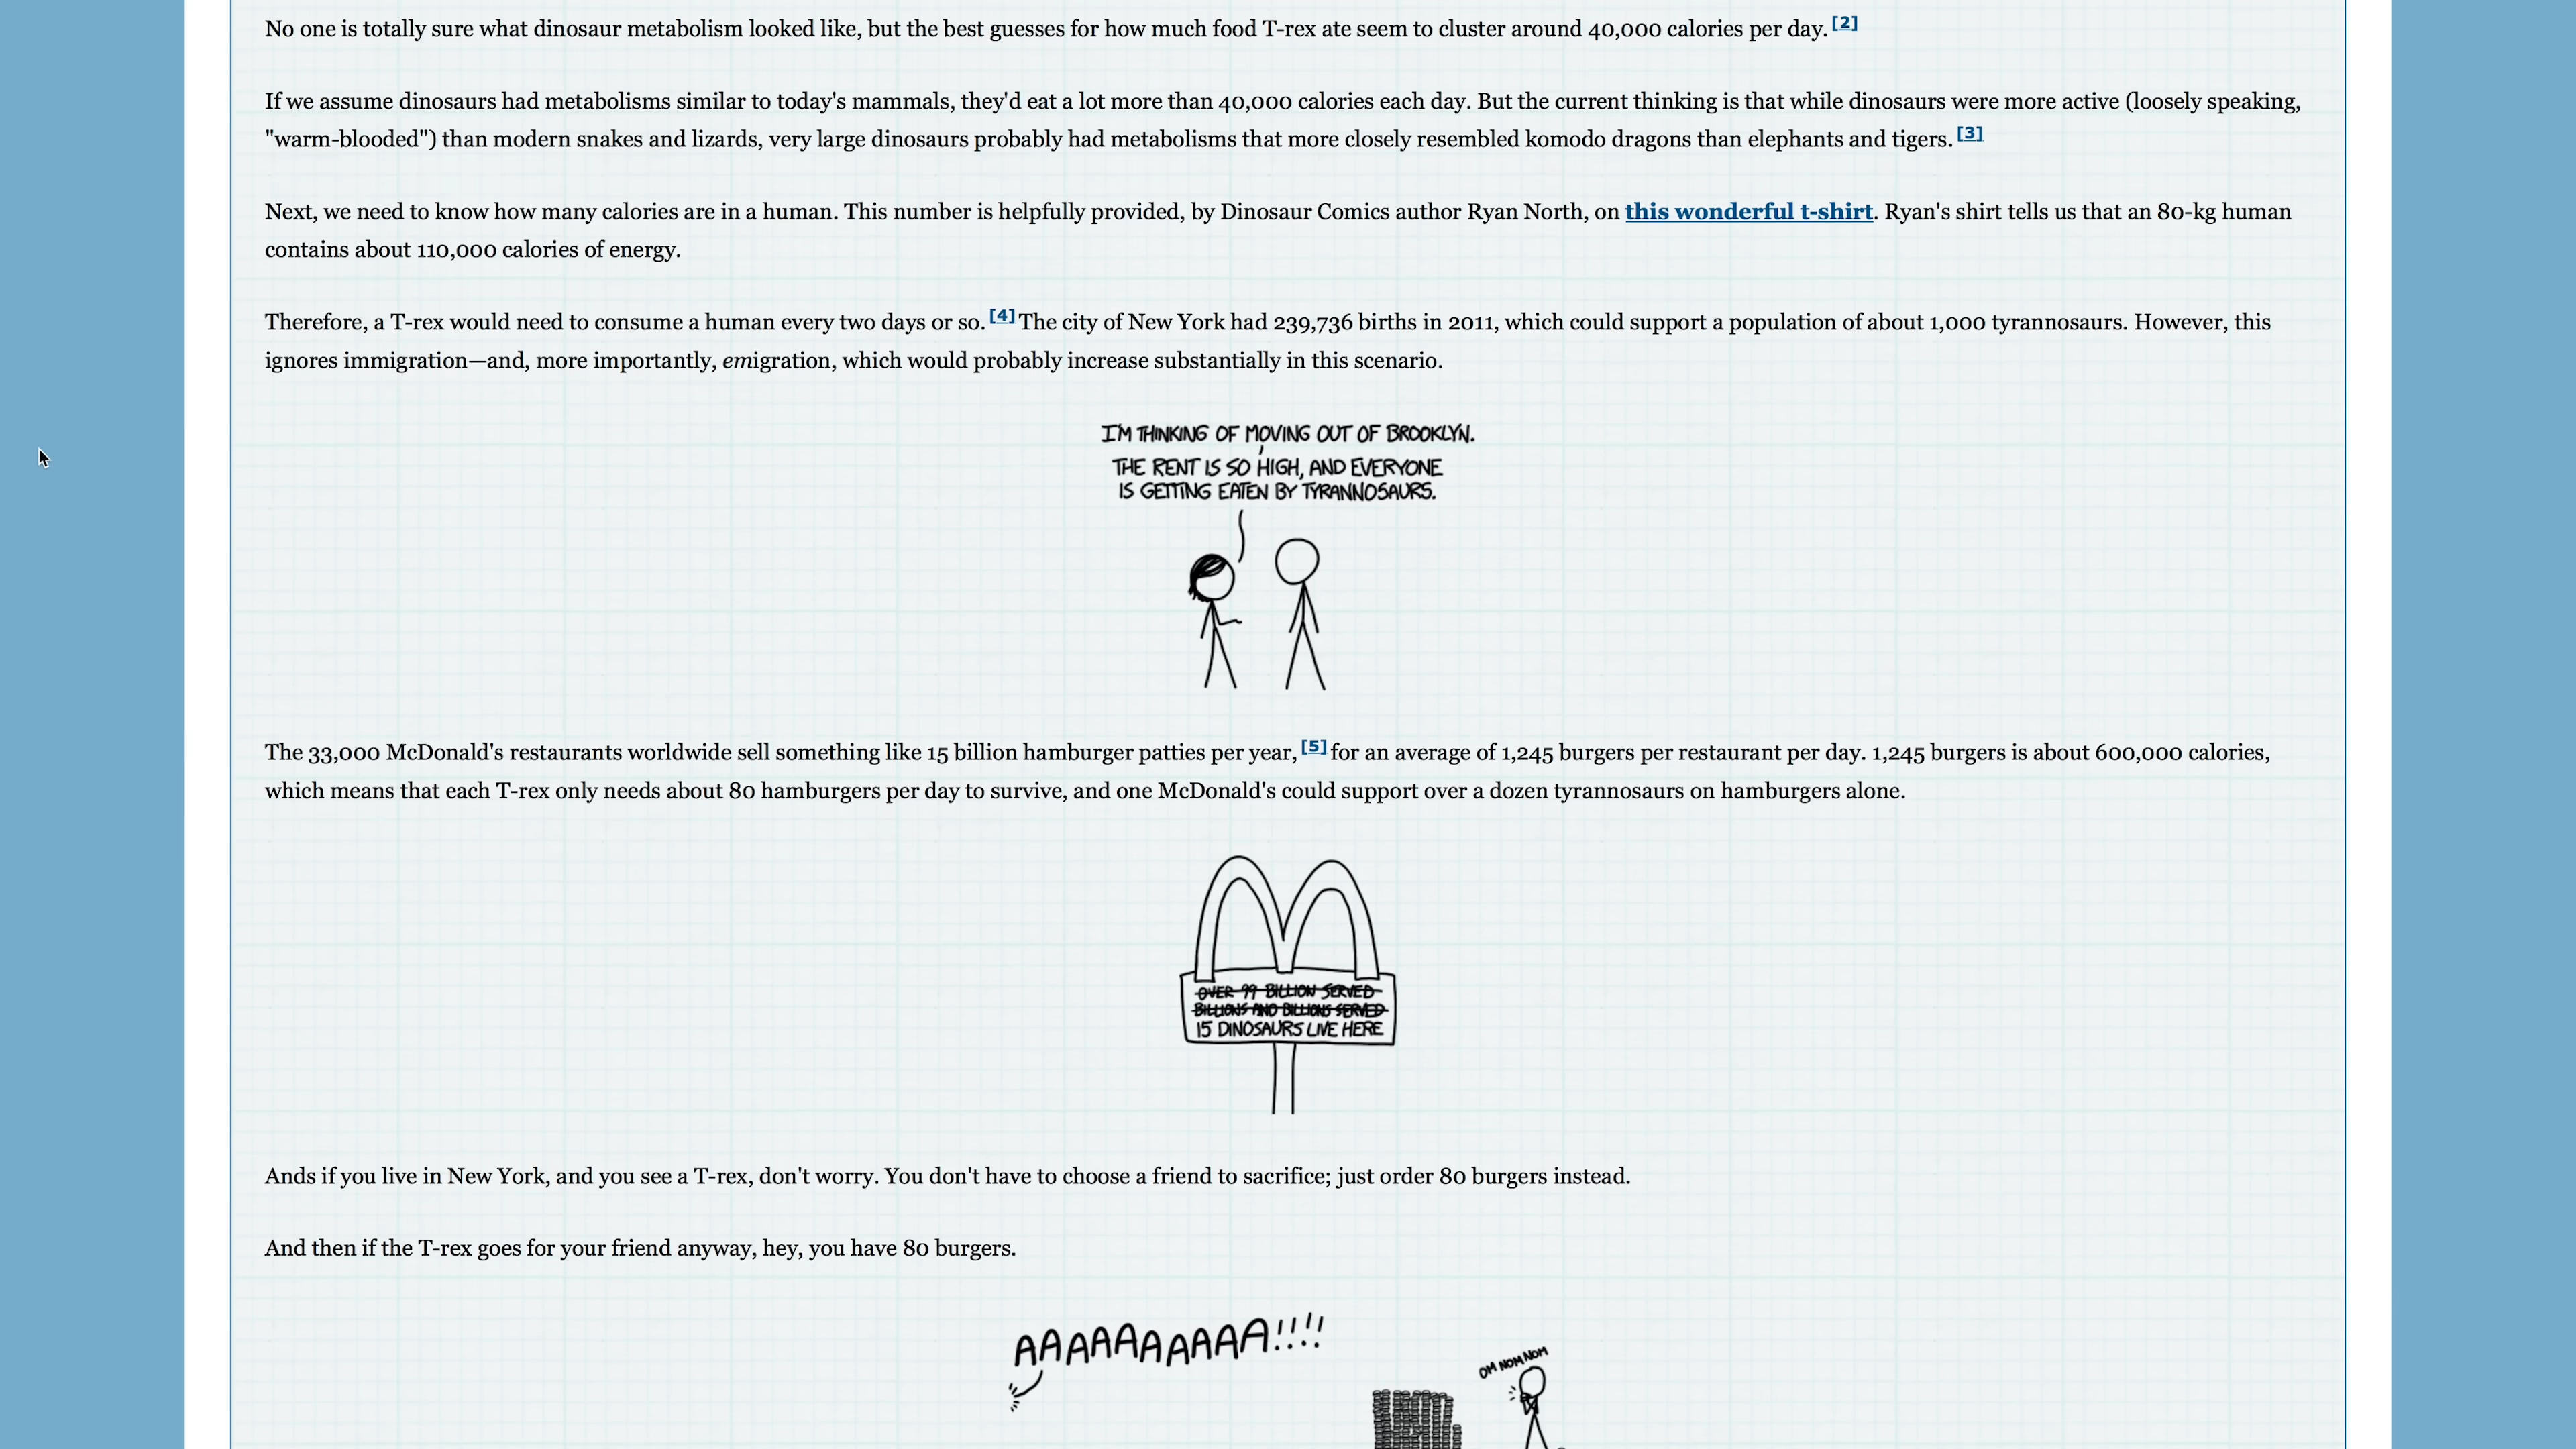 No one is totally sure what dinosaur metabolism looked like, but the best guesses for how much food T-rex ate seem to cluster around 40,000 calories per day. [2]
If we assume dinosaurs had metabolisms similar to today's mammals, they'd eat a lot more than 40,000 calories each day. But the current thinking is that while dinosaurs were more active (loosely speaking,
"warm-blooded") than modern snakes and lizards, very large dinosaurs probably had metabolisms that more closely resembled komodo dragons than elephants and tigers. [3]
Next, we need to know how many calories are in a human. This number is helpfully provided, by Dinosaur Comics author Ryan North, on this wonderful t-shirt. Ryan's shirt tells us that an 80-kg human
contains about 110,000 calories of energy.
Therefore, a T-rex would need to consume a human every two days or so. [4] The city of New York had 239,736 births in 2011, which could support a population of about 1,000 tyrannosaurs. However, this
ignores immigration—and, more importantly, emigration, which would probably increase substantially in this scenario.
I'M THINKING OF MOVING OUT OF BROOKLYN.
THE RENT IS SO HIGH, AND EVERYONE
IS GETTING EATEN BY TYRANNOSAURS.
The 33,000 McDonald's restaurants worldwide sell something like 15 billion hamburger patties per year, [5] for an average of 1,245 burgers per restaurant per day. 1,245 burgers is about 600,000 calories,
which means that each T-rex only needs about 80 hamburgers per day to survive, and one McDonald's could support over a dozen tyrannosaurs on hamburgers alone.
OVER 99 BILLION SERVED
BILLIONS AND BILLIONS SERVED
15 DINOSAURS LIVE HERE
Ands if you live in New York, and you see a T-rex, don't worry. You don't have to choose a friend to sacrifice; just order 80 burgers instead.
And then if the T-rex goes for your friend anyway, hey, you have 80 burgers.
AAAAAAAAAA!!!!
OM NOM NOM